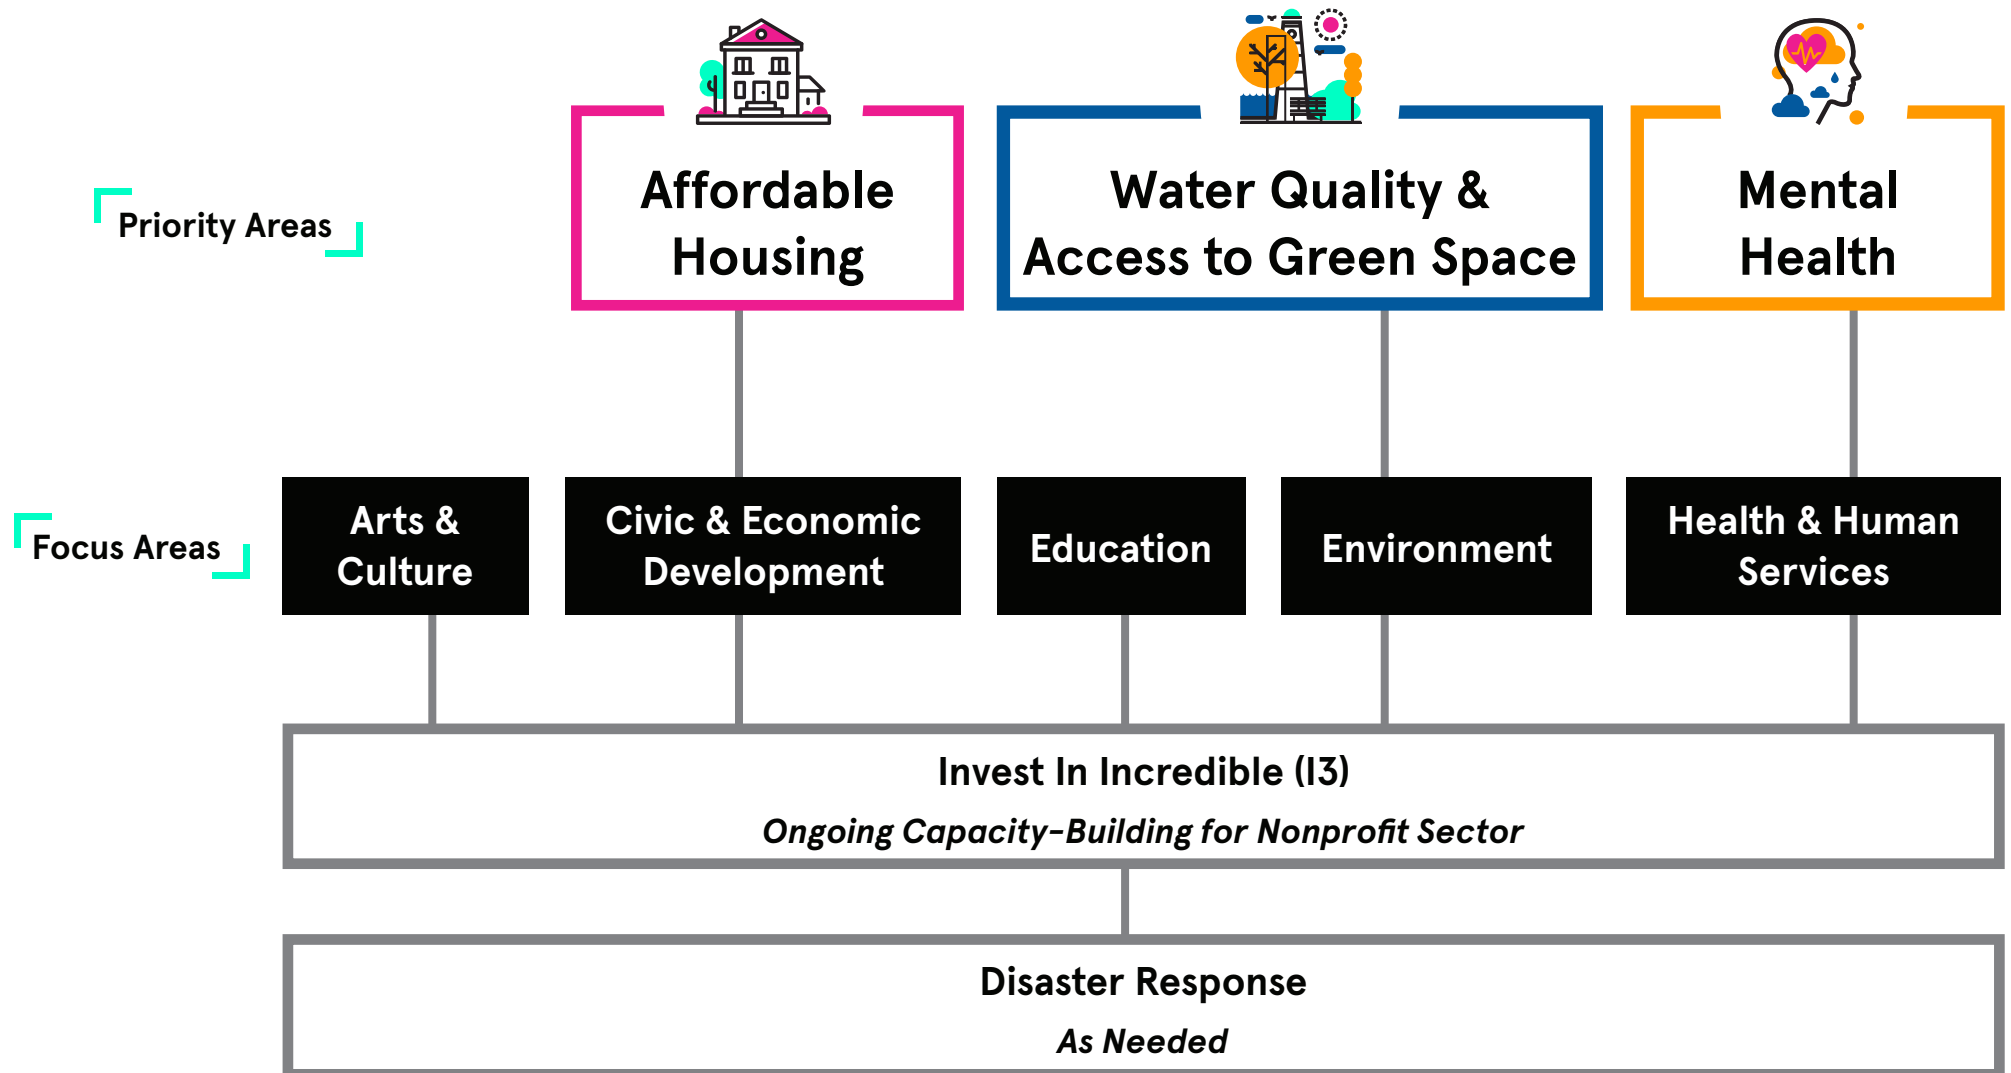 Priority Areas
Affordable
Housing
Water Quality &
Access to Green Space
Mental
Health
Focus Areas
Arts &
Culture
Civic & Economic
Development
Education
Environment
Health & Human
Services
Invest In Incredible (I3)
Ongoing Capacity-Building for Nonprofit Sector
Disaster Response
As Needed